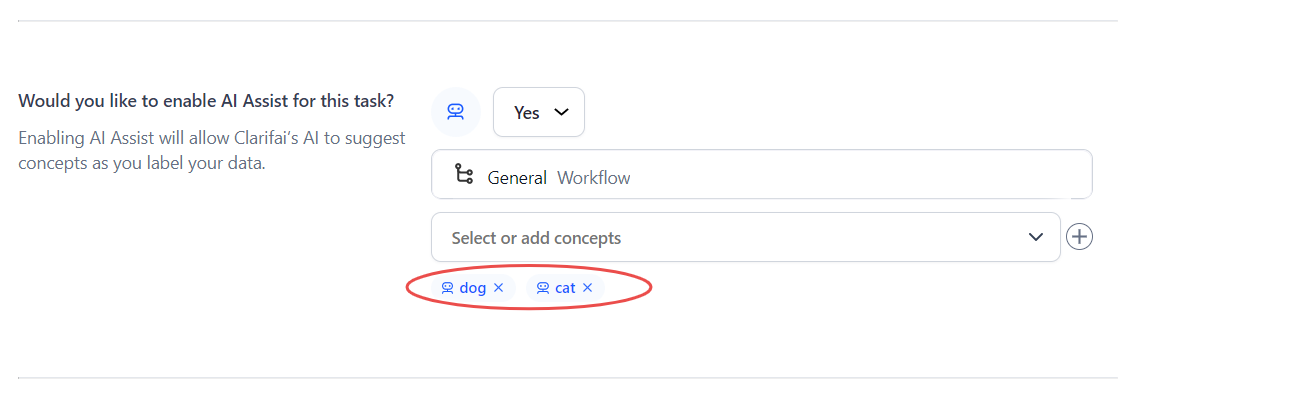 Would you like to enable AI Assist for this task?
Enabling AI Assist will allow Clarifai's AI to suggest
concepts as you label your data.
Yes
General Workflow
Select or add concepts
dog × cat ×